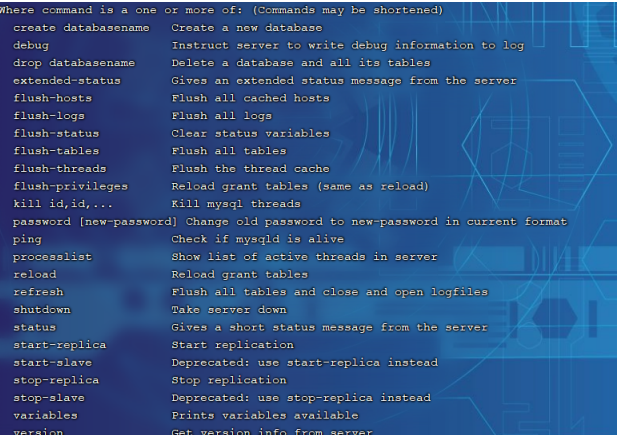 Where command is a one or more of: (Commands may be shortened)
create databasename Create a new database
debug Instruct server to write debug information to log
drop databasename Delete a database and all its tables
extended-status Gives an extended status message from the server
flush-hosts Flush all cached hosts
flush-logs Flush all logs
flush-status Clear status variables
flush-tables Flush all tables
flush-threads Flush the thread cache
flush-privileges Reload grant tables (same as reload)
kill id,id,... Kill mysql threads
password [new-password] Change old password to new-password in current format
ping Check if mysqld is alive
processlist Show list of active threads in server
reload Reload grant tables
refresh Flush all tables and close and open logfiles
shutdown Take server down
status Gives a short status message from the server
start-replica Start replication
start-slave Deprecated: use start-replica instead
stop-replica Stop replication
stop-slave Deprecated: use stop-replica instead
variables Prints variables available
version Get version info from server